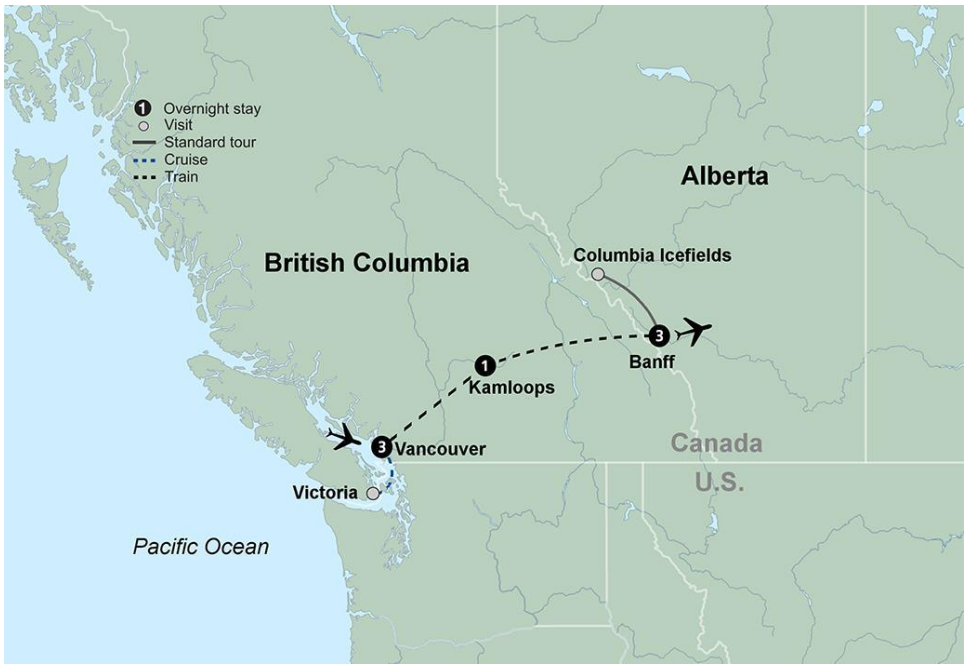 1 Overnight stay
Visit
Standard tour
Cruise
Train
Alberta
British Columbia
Columbia Icefields
3
Banff
1
Kamloops
3 Vancouver
Canada
U.S.
Victoria
Pacific Ocean